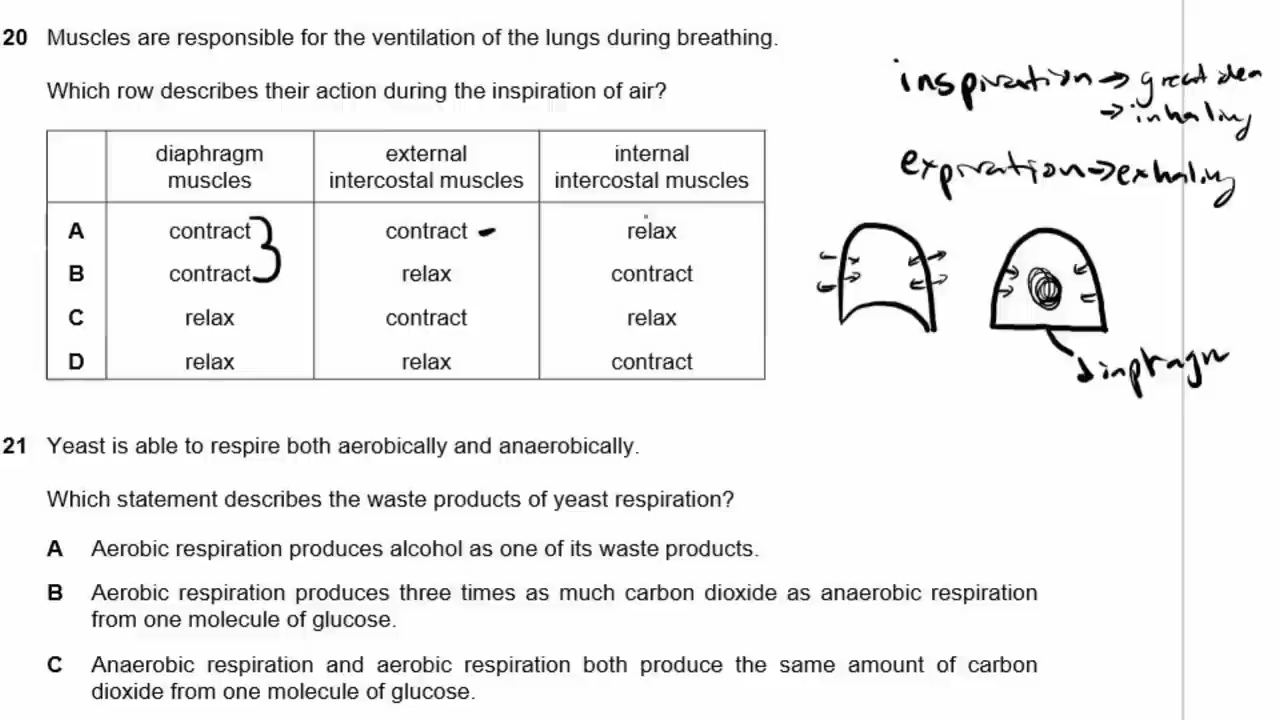 20 Muscles are responsible for the ventilation of the lungs during breathing.
Which row describes their action during the inspiration of air?
diaphragm muscles external intercostal muscles internal intercostal muscles
A contract contract relax
B contract relax contract
C relax contract relax
D relax relax contract
inspiration → great idea
→ inhaling
expiration → exhaling
diaphragm
21 Yeast is able to respire both aerobically and anaerobically.
Which statement describes the waste products of yeast respiration?
A Aerobic respiration produces alcohol as one of its waste products.
B Aerobic respiration produces three times as much carbon dioxide as anaerobic respiration
from one molecule of glucose.
C Anaerobic respiration and aerobic respiration both produce the same amount of carbon
dioxide from one molecule of glucose.